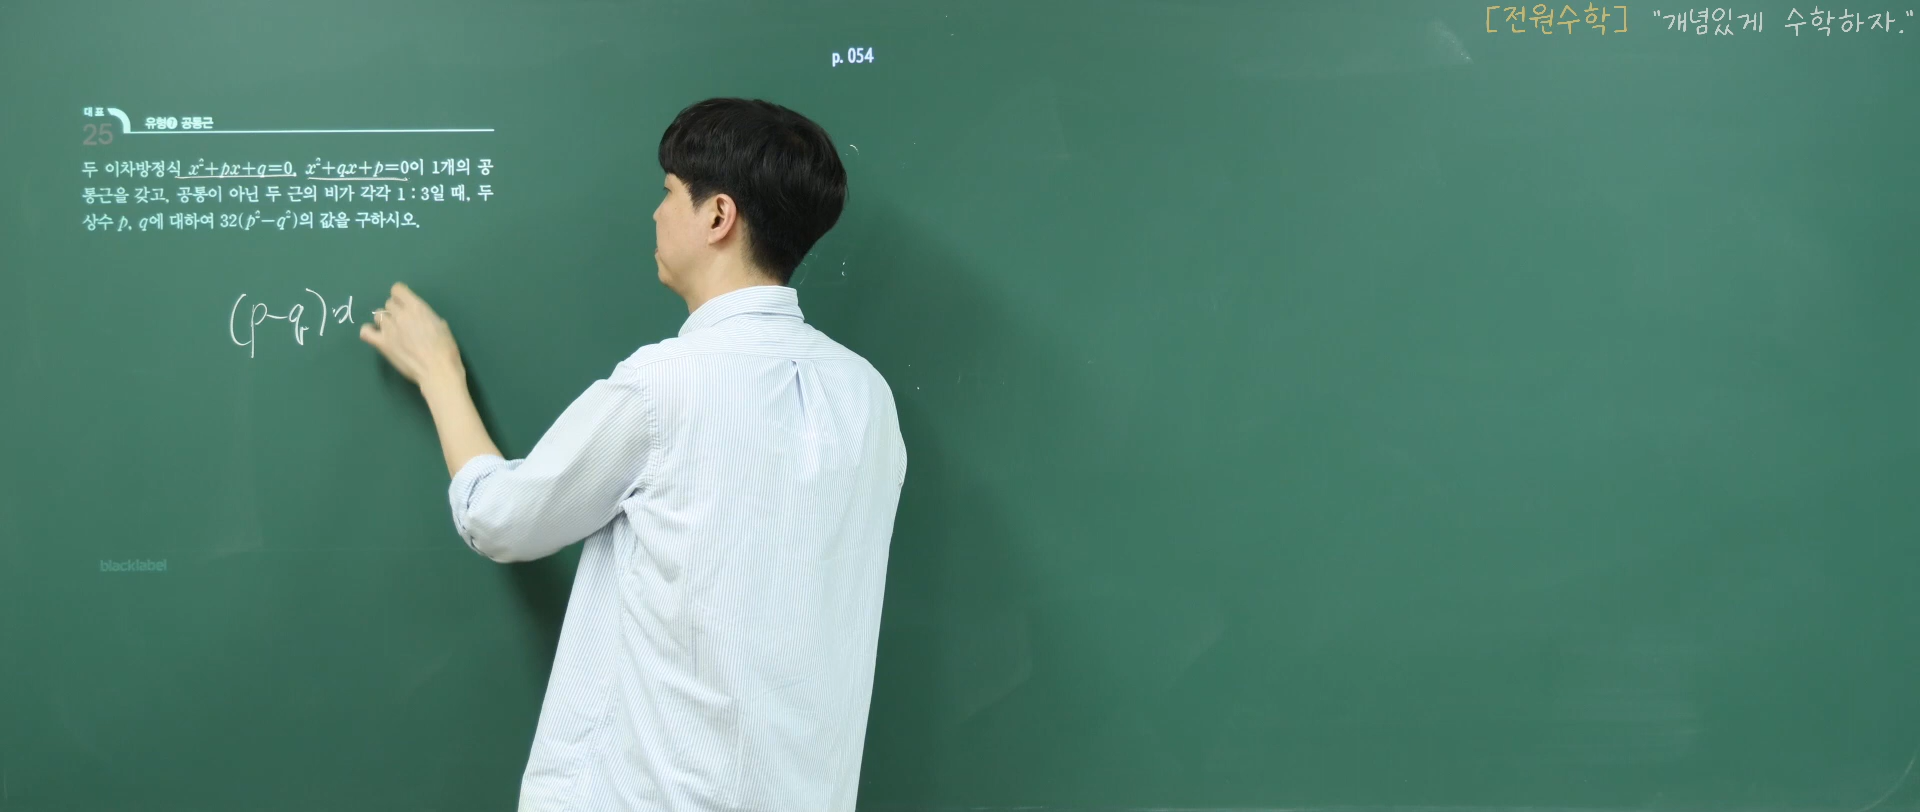 [전원수학] "개념있게 수학하자."
p. 054
대표
25
유형❼ 공통근
두 이차방정식 x²+px+q=0, x²+qx+p=0이 1개의 공
통근을 갖고, 공통이 아닌 두 근의 비가 각각 1 : 3일 때, 두
상수 p, q에 대하여 32(p²-q²)의 값을 구하시오.
(p-q)x +
blacklabel